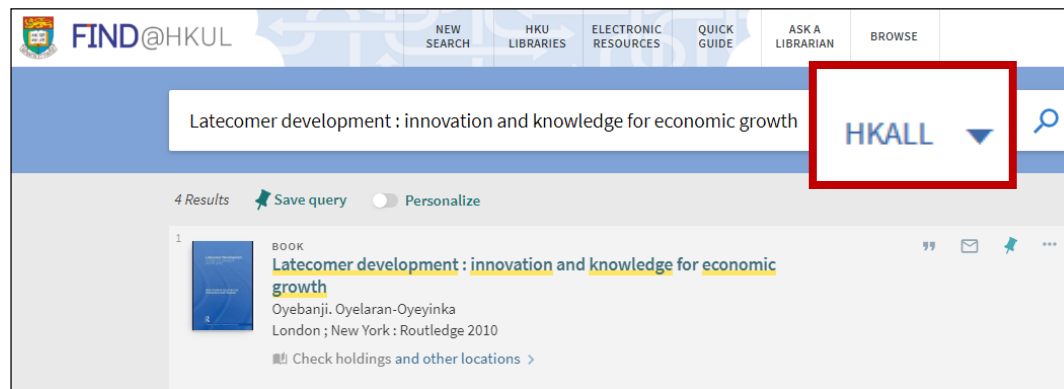 FIND@HKUL
NEW
SEARCH
HKU
LIBRARIES
ELECTRONIC
RESOURCES
QUICK
GUIDE
ASK A
LIBRARIAN
BROWSE
Latecomer development : innovation and knowledge for economic growth
HKALL
4 Results Save query Personalize
1
BOOK
Latecomer development : innovation and knowledge for economic
growth
Oyebanji. Oyelaran-Oyeyinka
London ; New York : Routledge 2010
Check holdings and other locations >